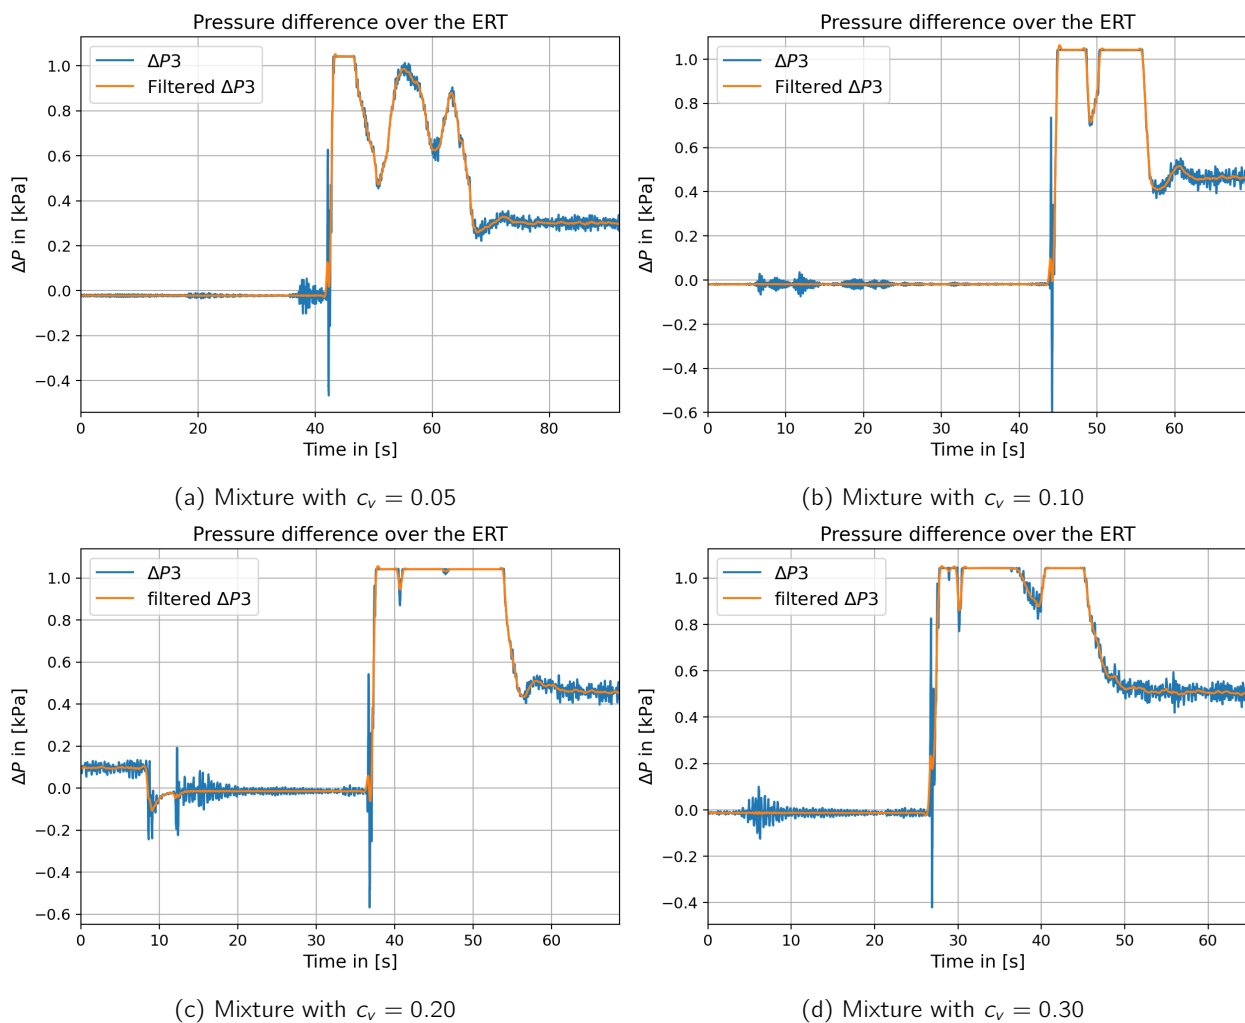 Pressure difference over the ERT
ΔP3
Filtered ΔP3
1.0
0.8
0.6
0.4
0.2
0.0
−0.2
−0.4
ΔP in [kPa]
0 20 40 60 80
Time in [s]
(a) Mixture with cᵥ = 0.05
Pressure difference over the ERT
ΔP3
Filtered ΔP3
1.0
0.8
0.6
0.4
0.2
0.0
−0.2
−0.4
−0.6
ΔP in [kPa]
0 10 20 30 40 50 60
Time in [s]
(b) Mixture with cᵥ = 0.10
Pressure difference over the ERT
ΔP3
filtered ΔP3
1.0
0.8
0.6
0.4
0.2
0.0
−0.2
−0.4
−0.6
ΔP in [kPa]
0 10 20 30 40 50 60
Time in [s]
(c) Mixture with cᵥ = 0.20
Pressure difference over the ERT
ΔP3
filtered ΔP3
1.0
0.8
0.6
0.4
0.2
0.0
−0.2
−0.4
ΔP in [kPa]
0 10 20 30 40 50 60
Time in [s]
(d) Mixture with cᵥ = 0.30